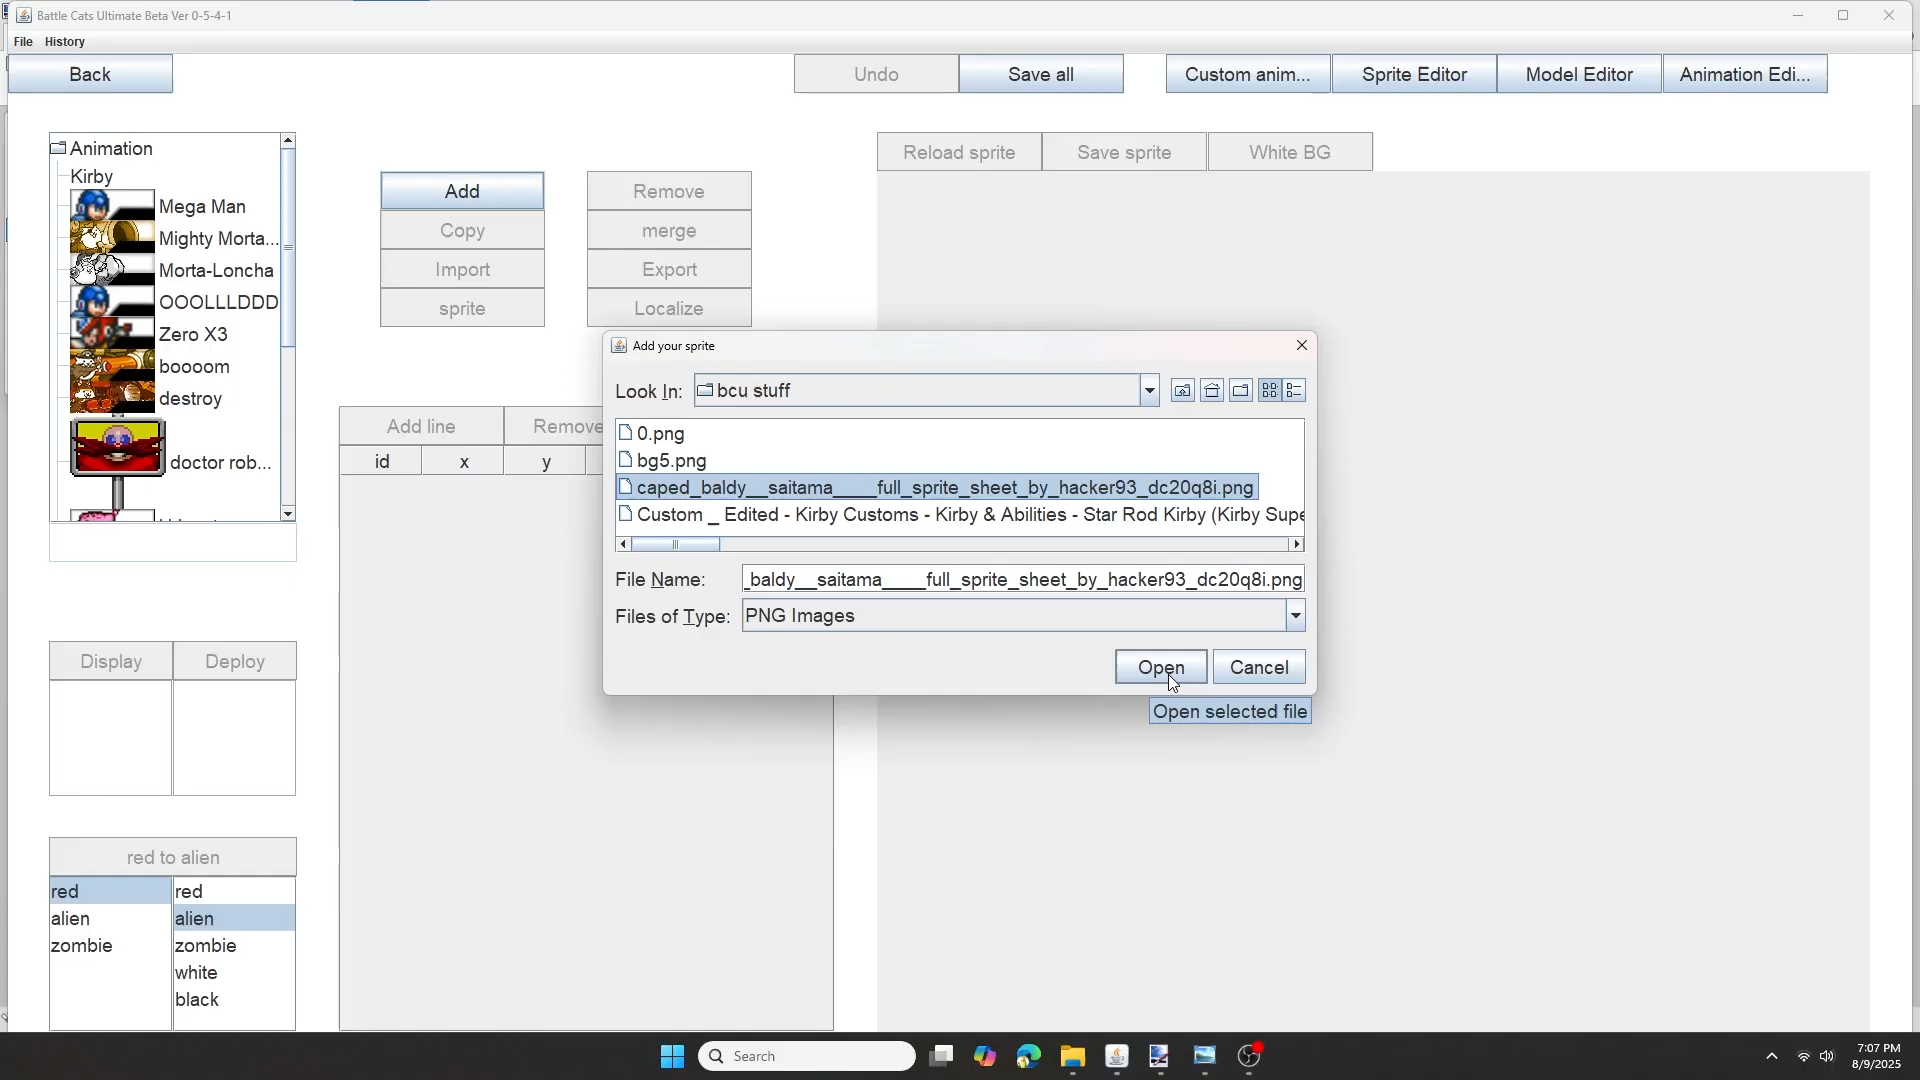 Battle Cats Ultimate Beta Ver 0-5-4-1
File History
Back
Undo
Save all
Custom anim...
Sprite Editor
Model Editor
Animation Edi...
Animation
Kirby
Mega Man
Mighty Morta...
Morta-Loncha
OOOLLLDDD
Zero X3
boooom
destroy
doctor rob...
Add
Remove
Copy
merge
Import
Export
sprite
Localize
Reload sprite
Save sprite
White BG
Add line
Remove
id
x
y
Add your sprite
Look In:
bcu stuff
0.png
bg5.png
caped_baldy__saitama____full_sprite_sheet_by_hacker93_dc20q8i.png
Custom _ Edited - Kirby Customs - Kirby & Abilities - Star Rod Kirby (Kirby Supe
File Name:
_baldy__saitama____full_sprite_sheet_by_hacker93_dc20q8i.png
Files of Type:
PNG Images
Open
Cancel
Open selected file
Display
Deploy
red to alien
red
alien
zombie
red
alien
zombie
white
black
Search
7:07 PM
8/9/2025